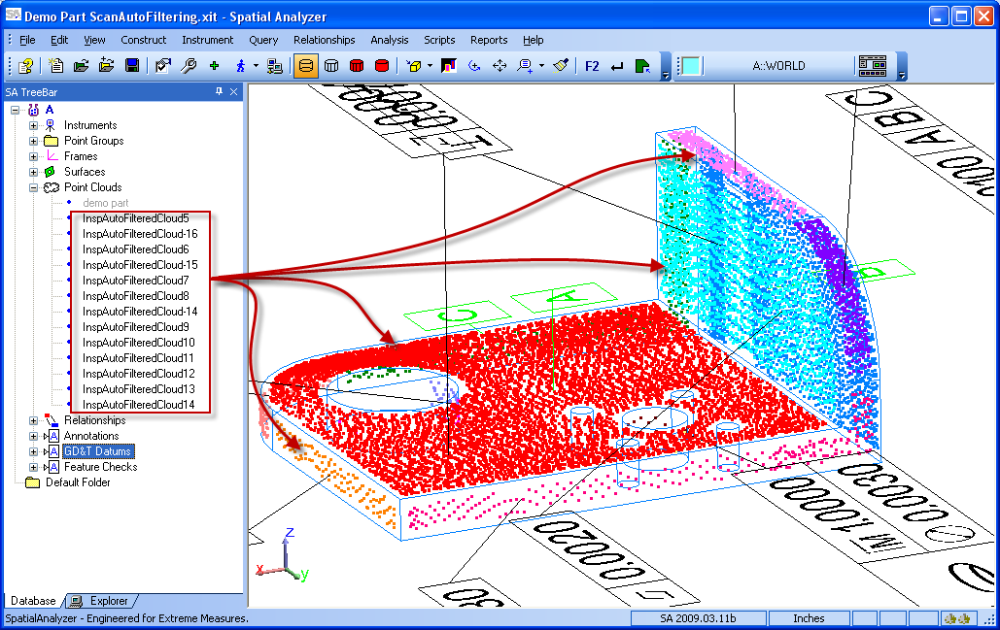 Demo Part ScanAutoFiltering.xit - Spatial Analyzer
File Edit View Construct Instrument Query Relationships Analysis Scripts Reports Help
F2 A::WORLD
SA TreeBar
A
Instruments
Point Groups
Frames
Surfaces
Point Clouds
demo part
InspAutoFilteredCloud5
InspAutoFilteredCloud-16
InspAutoFilteredCloud6
InspAutoFilteredCloud-15
InspAutoFilteredCloud7
InspAutoFilteredCloud8
InspAutoFilteredCloud-14
InspAutoFilteredCloud9
InspAutoFilteredCloud10
InspAutoFilteredCloud11
InspAutoFilteredCloud12
InspAutoFilteredCloud13
InspAutoFilteredCloud14
Relationships
Annotations
GD&T Datums
Feature Checks
Default Folder
A B C
C
A
B
0.030
M 1.0000
0.0020
Z
X
y
Database Explorer
SpatialAnalyzer - Engineered for Extreme Measures.
SA 2009.03.11b Inches